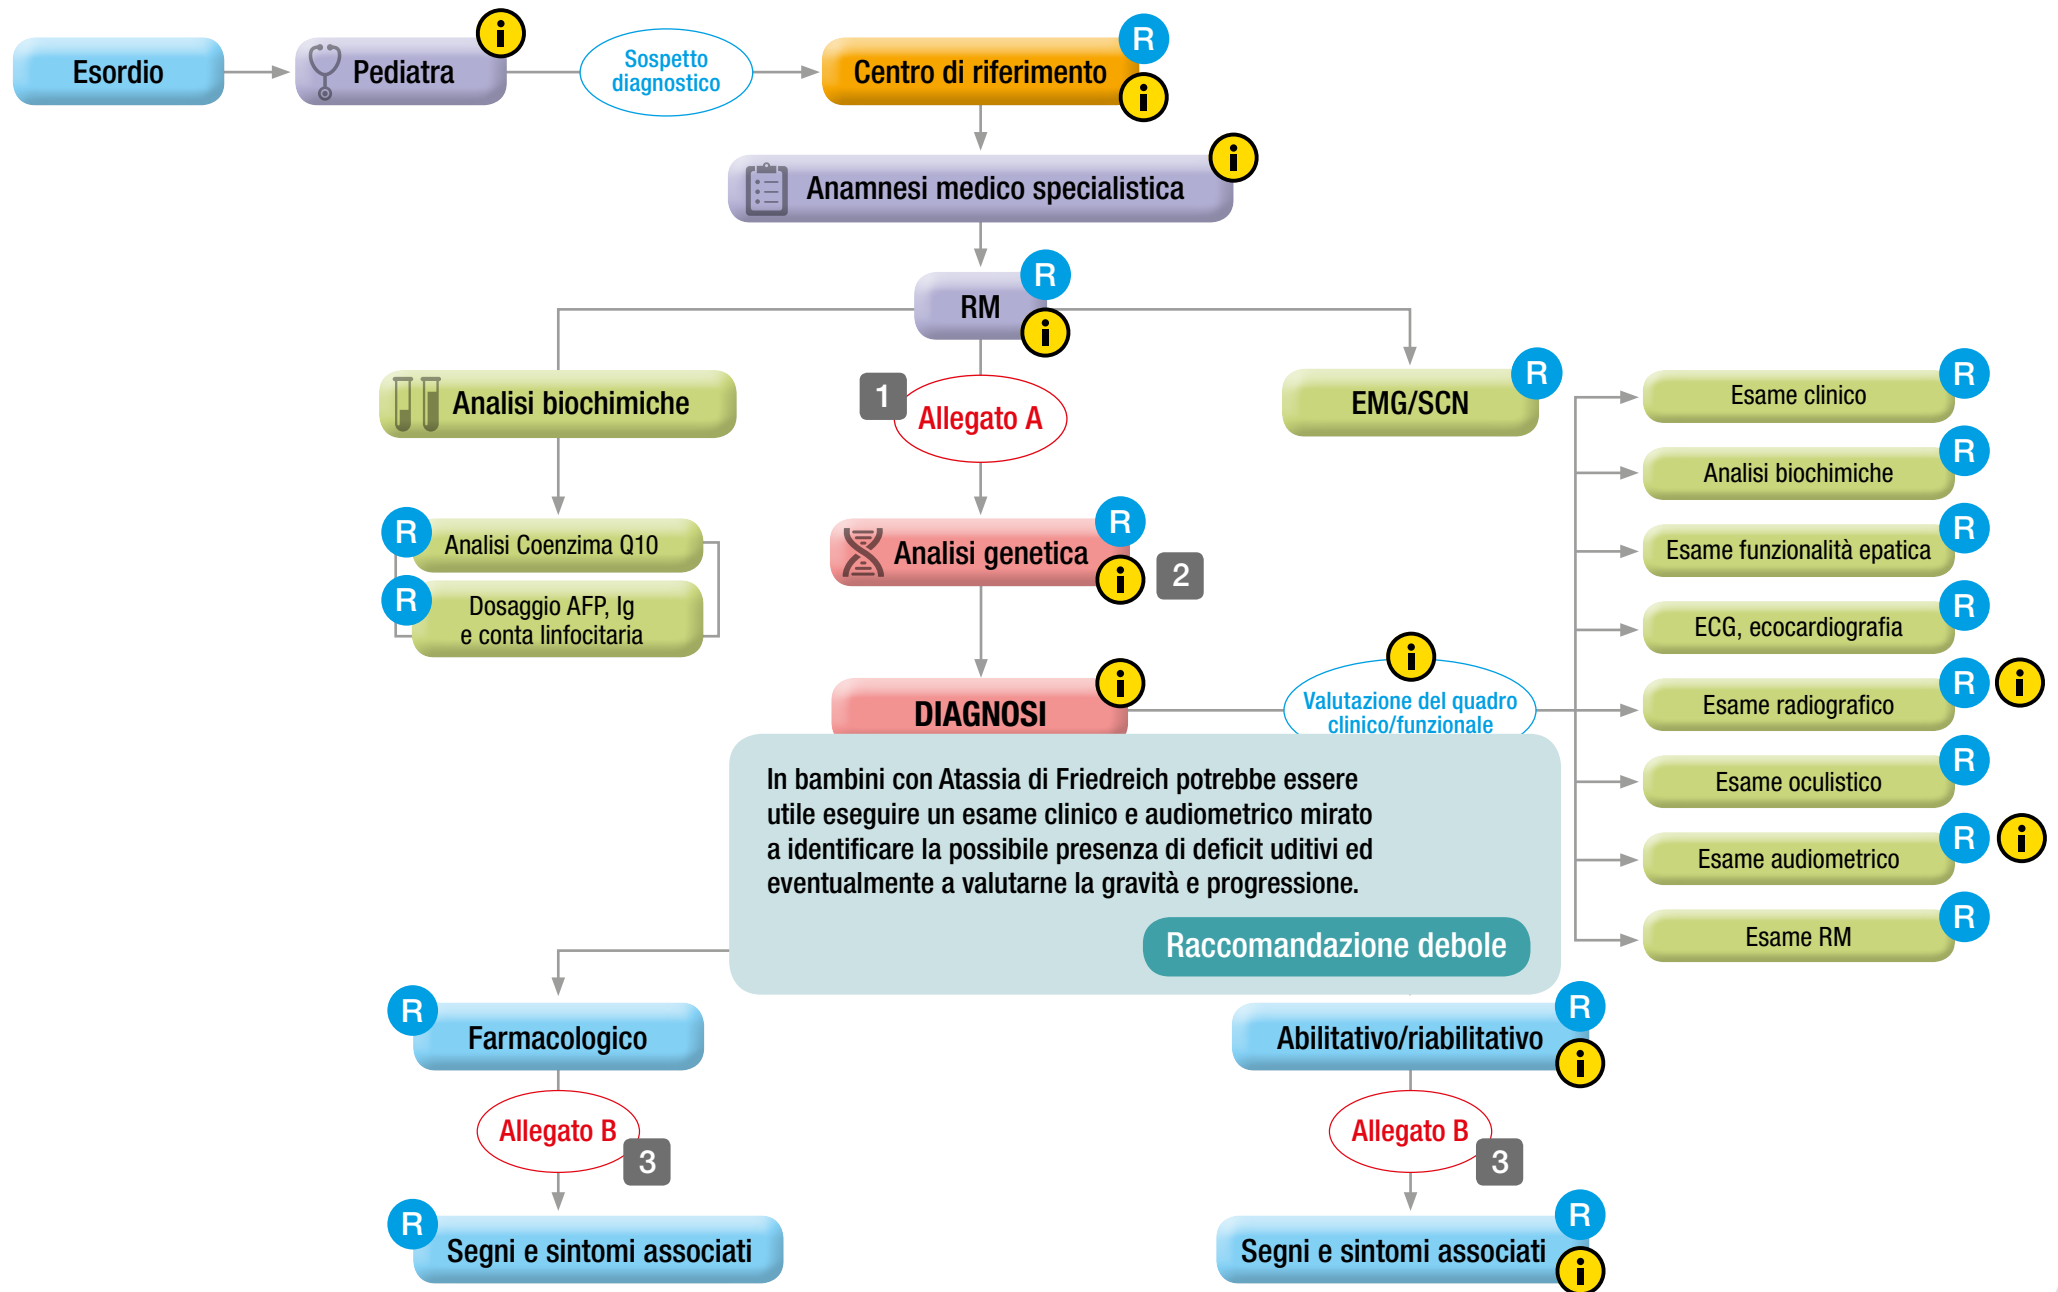 Esordio
Pediatra
i
Sospetto
diagnostico
Centro di riferimento
R
i
Anamnesi medico specialistica
i
RM
R
i
Analisi biochimiche
1
Allegato A
EMG/SCN
R
Analisi Coenzima Q10
R
Dosaggio AFP, Ig
e conta linfocitaria
R
Analisi genetica
R
i
2
DIAGNOSI
i
i
Valutazione del quadro
clinico/funzionale
Esame clinico
R
Analisi biochimiche
R
Esame funzionalità epatica
R
ECG, ecocardiografia
R
Esame radiografico
R
i
Esame oculistico
R
Esame audiometrico
R
i
Esame RM
R
In bambini con Atassia di Friedreich potrebbe essere
utile eseguire un esame clinico e audiometrico mirato
a identificare la possibile presenza di deficit uditivi ed
eventualmente a valutarne la gravità e progressione.
Raccomandazione debole
R
Farmacologico
Allegato B
3
R
Segni e sintomi associati
Abilitativo/riabilitativo
R
i
Allegato B
3
Segni e sintomi associati
R
i